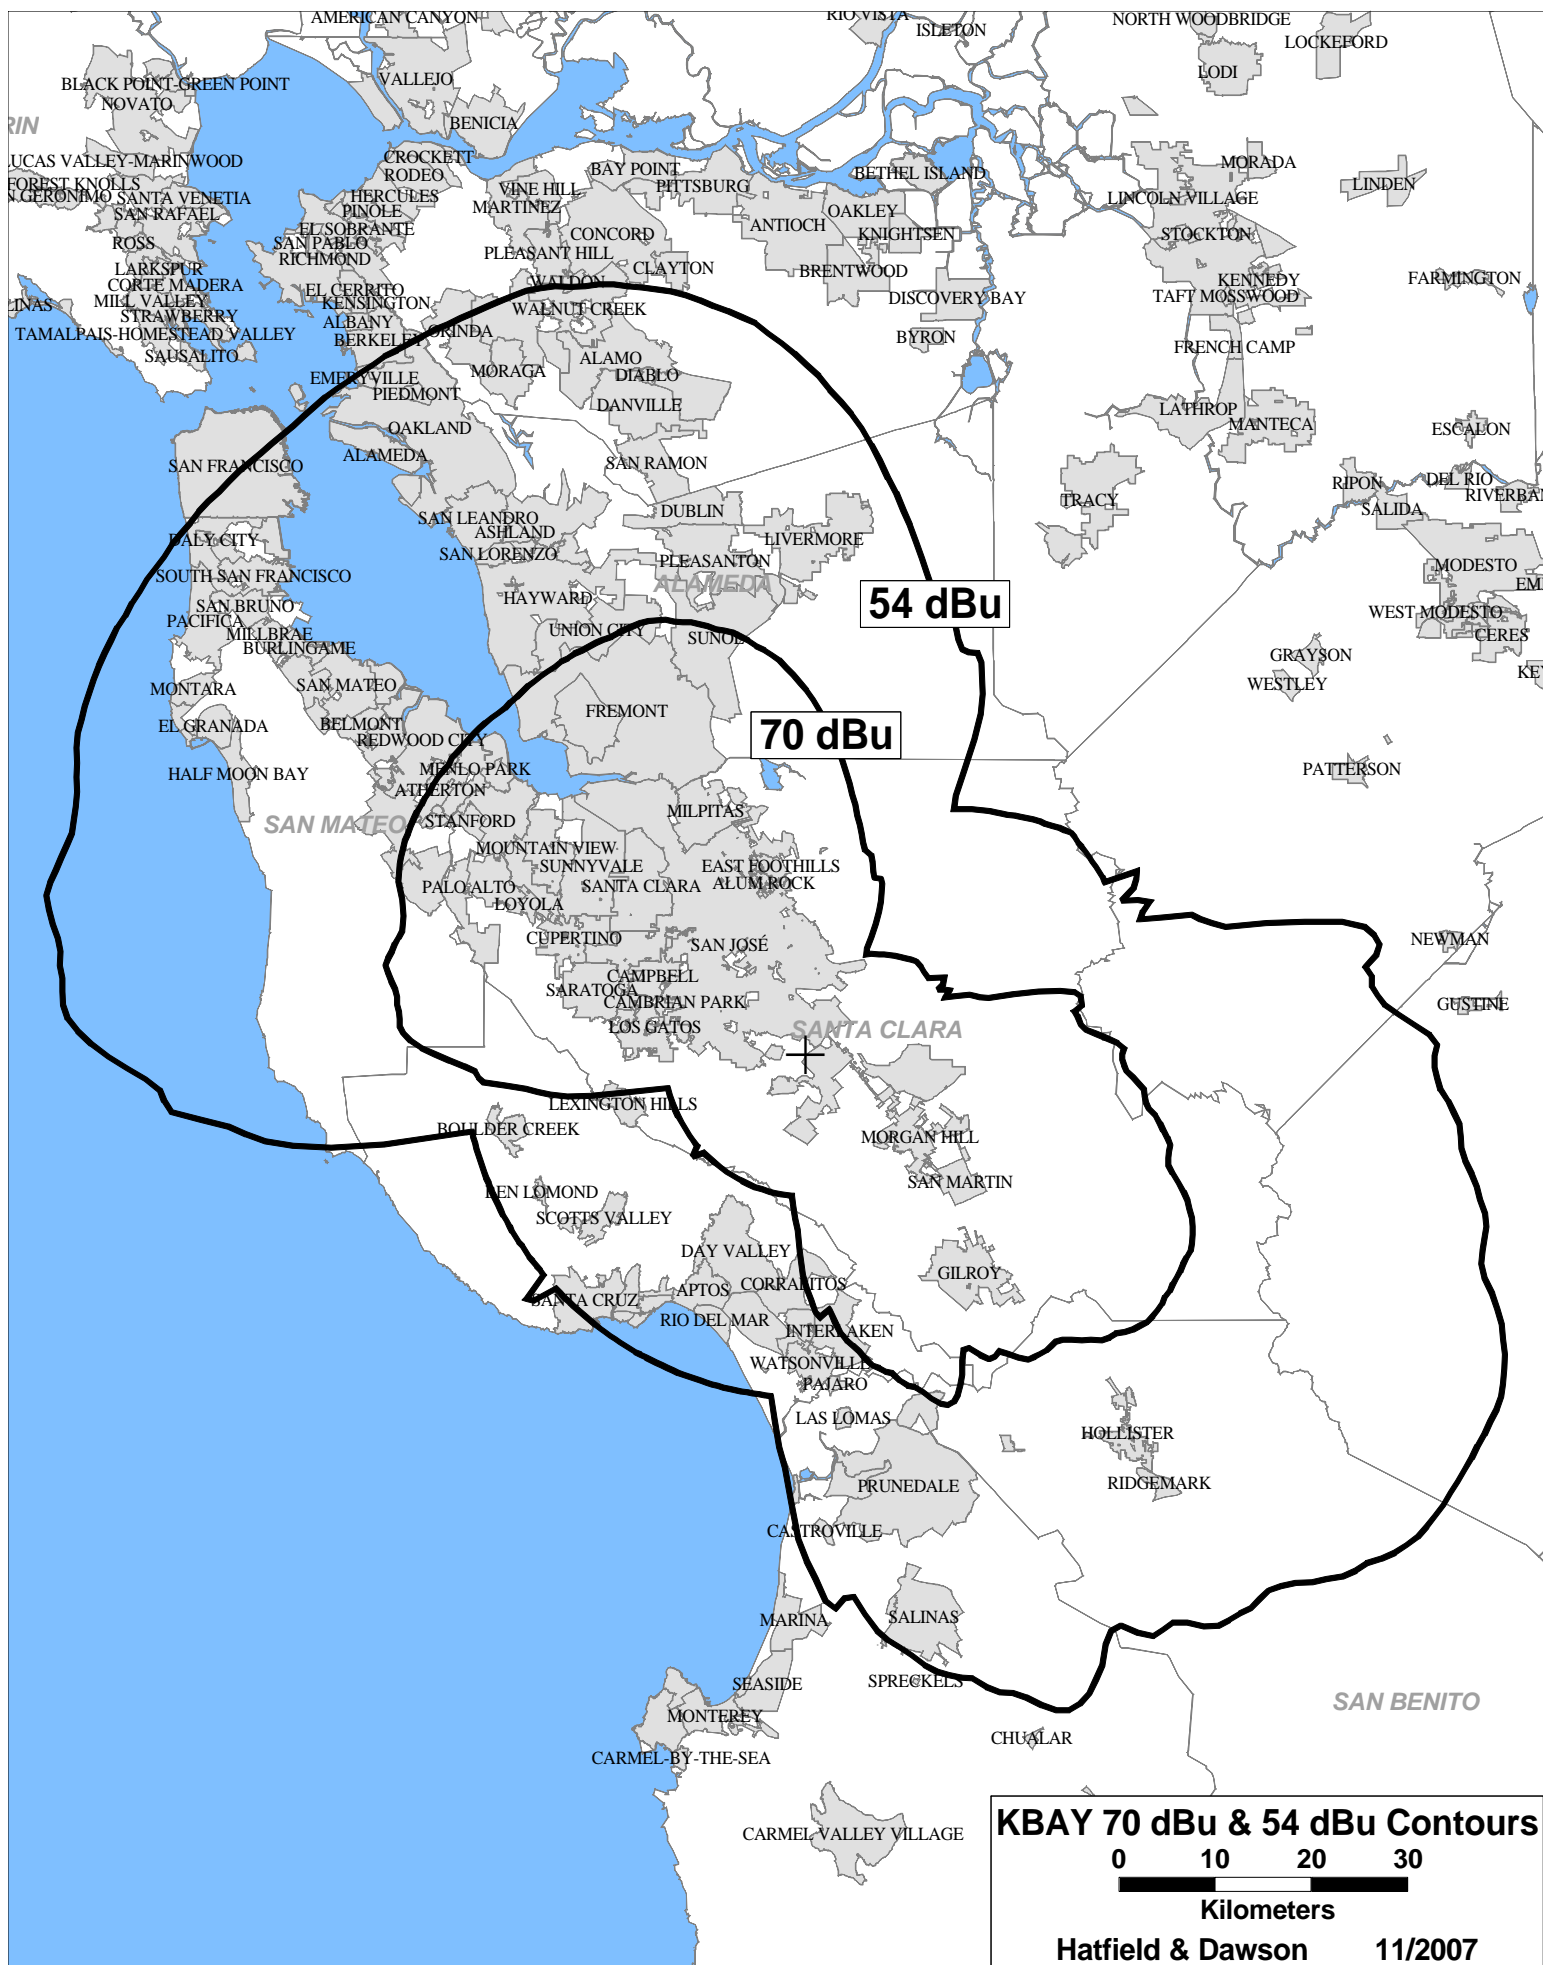 AMERICAN CANYON
RIO VISTA
ISLETON
NORTH WOODBRIDGE
LOCKEFORD
VALLEJO
LODI
BLACK POINT-GREEN POINT
NOVATO
BENICIA
RIN
LUCAS VALLEY-MARINWOOD
CROCKETT
RODEO
BAY POINT
MORADA
FOREST KNOLLS
N GERONIMO
SANTA VENETIA
HERCULES
VINE HILL
PITTSBURG
BETHEL ISLAND
LINDEN
SAN RAFAEL
PINOLE
MARTINEZ
LINCOLN VILLAGE
OAKLEY
ANTIOCH
EL SOBRANTE
CONCORD
KNIGHTSEN
STOCKTON
ROSS
SAN PABLO
RICHMOND
PLEASANT HILL
LARKSPUR
CLAYTON
BRENTWOOD
CORTE MADERA
WALDON
KENNEDY
FARMINGTON
EL CERRITO
MILL VALLEY
KENSINGTON
DISCOVERY BAY
TAFT MOSSWOOD
LINAS
STRAWBERRY
WALNUT CREEK
ALBANY
TAMALPAIS-HOMESTEAD VALLEY
BERKELEY
ORINDA
BYRON
FRENCH CAMP
SAUSALITO
ALAMO
MORAGA
DIABLO
EMERYVILLE
PIEDMONT
DANVILLE
LATHROP
MANTECA
OAKLAND
ESCALON
ALAMEDA
SAN FRANCISCO
SAN RAMON
RIPON
DEL RIO
RIVERBAN
TRACY
SALIDA
SAN LEANDRO
DUBLIN
ASHLAND
DALY CITY
LIVERMORE
SAN LORENZO
PLEASANTON
MODESTO
SOUTH SAN FRANCISCO
ALAMEDA
EM
HAYWARD
54 dBu
SAN BRUNO
WEST MODESTO
PACIFICA
MILLBRAE
UNION CITY
SUNOL
CERES
BURLINGAME
GRAYSON
KEY
MONTARA
SAN MATEO
WESTLEY
FREMONT
EL GRANADA
BELMONT
70 dBu
REDWOOD CITY
HALF MOON BAY
MENLO PARK
PATTERSON
ATHERTON
MILPITAS
SAN MATEO
STANFORD
MOUNTAIN VIEW
SUNNYVALE
EAST FOOTHILLS
PALO ALTO
SANTA CLARA
ALUM ROCK
LOYOLA
CUPERTINO
SAN JOSÉ
NEWMAN
CAMPBELL
SARATOGA
CAMBRIAN PARK
GUSTINE
LOS GATOS
SANTA CLARA
LEXINGTON HILLS
BOULDER CREEK
MORGAN HILL
SAN MARTIN
BEN LOMOND
SCOTTS VALLEY
DAY VALLEY
GILROY
APTOS
CORRALITOS
SANTA CRUZ
RIO DEL MAR
INTERLAKEN
WATSONVILLE
PAJARO
LAS LOMAS
HOLLISTER
PRUNEDALE
RIDGEMARK
CASTROVILLE
MARINA
SALINAS
SEASIDE
SPRECKELS
SAN BENITO
MONTEREY
CHUALAR
CARMEL-BY-THE-SEA
CARMEL VALLEY VILLAGE
KBAY 70 dBu & 54 dBu Contours
0 10 20 30
Kilometers
Hatfield & Dawson 11/2007